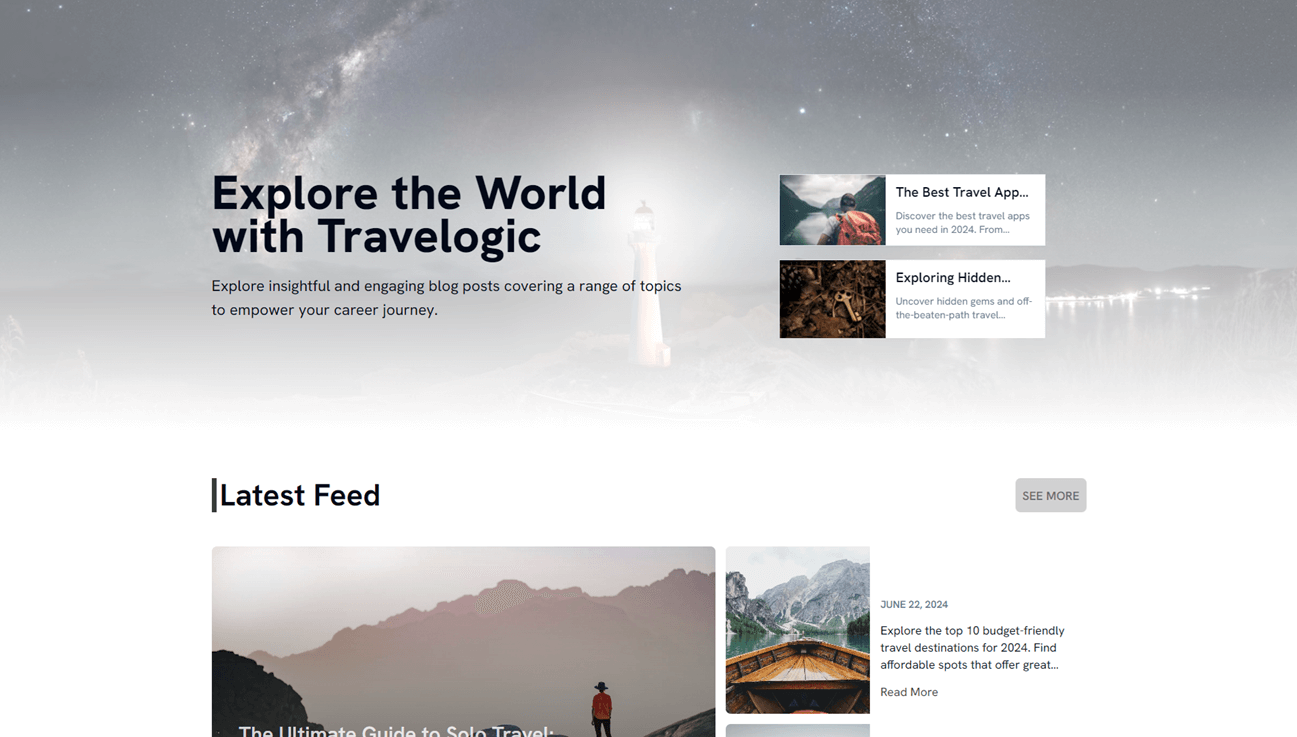 Explore the World
with Travelogic
Explore insightful and engaging blog posts covering a range of topics
to empower your career journey.
The Best Travel App...
Discover the best travel apps
you need in 2024. From...
Exploring Hidden...
Uncover hidden gems and off-
the-beaten-path travel...
Latest Feed
SEE MORE
The Ultimate Guide to Solo Travel:
JUNE 22, 2024
Explore the top 10 budget-friendly
travel destinations for 2024. Find
affordable spots that offer great...
Read More